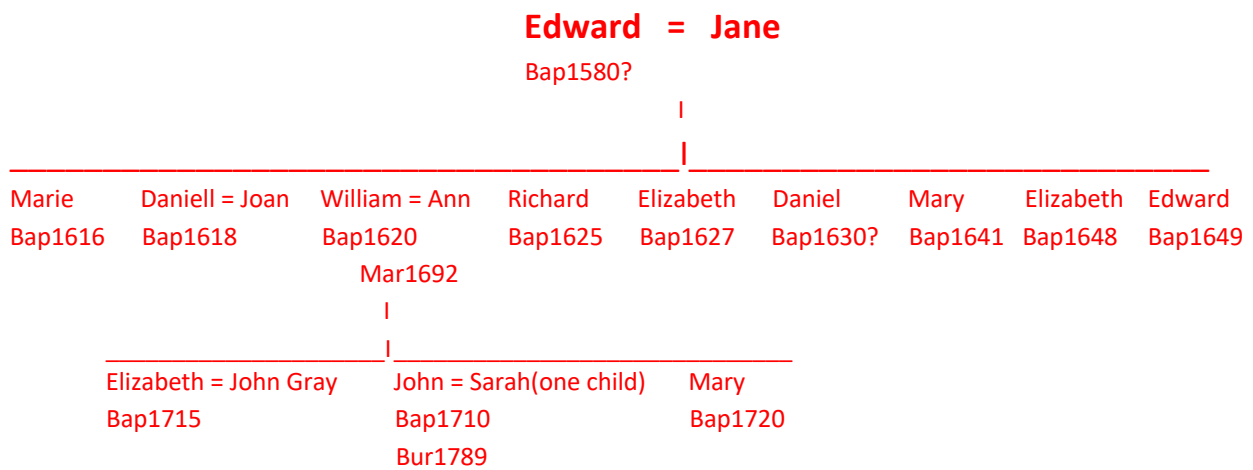 Edward = Jane
Bap1580?
Marie Daniell = Joan William = Ann Richard Elizabeth Daniel Mary Elizabeth Edward
Bap1616 Bap1618 Bap1620 Bap1625 Bap1627 Bap1630? Bap1641 Bap1648 Bap1649
Mar1692
Elizabeth = John Gray John = Sarah(one child) Mary
Bap1715 Bap1710 Bap1720
Bur1789